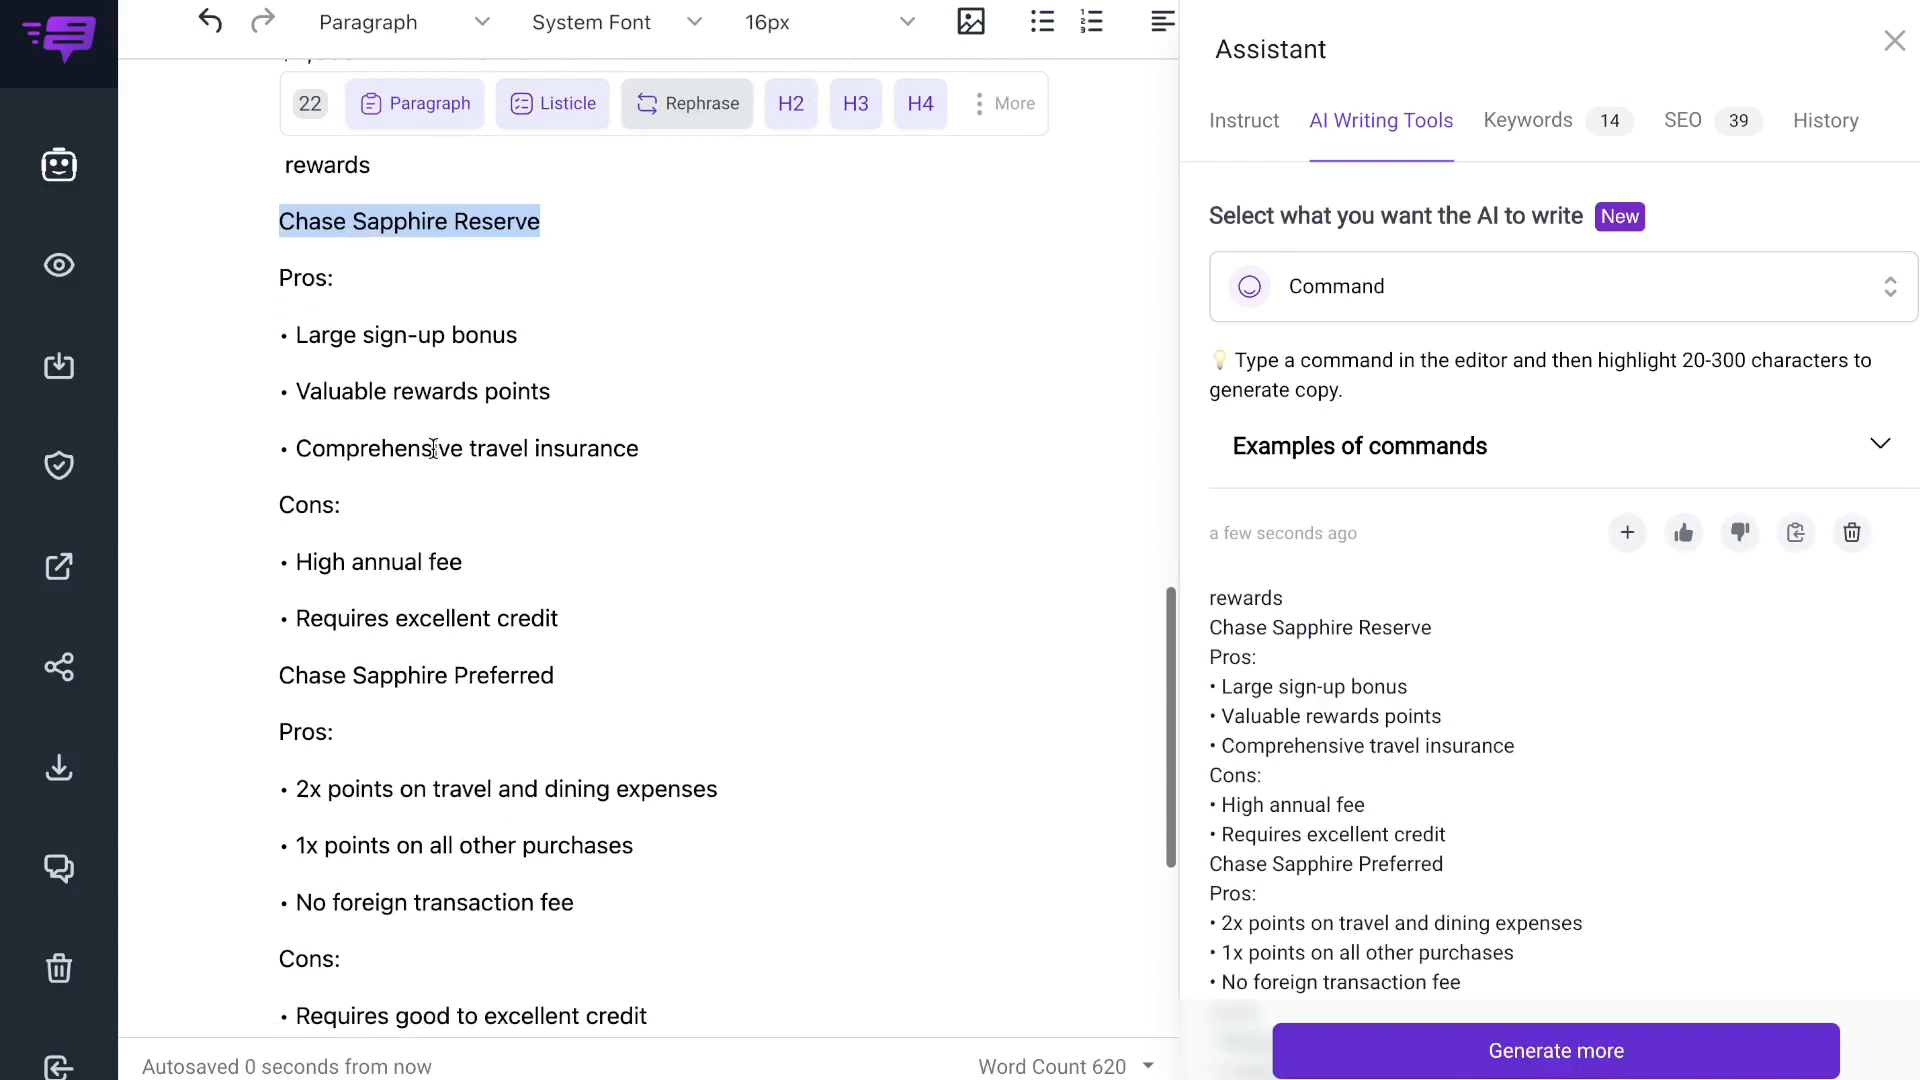 Paragraph
System Font
16px
22
Paragraph
Listicle
Rephrase
H2
H3
H4
More
rewards
Chase Sapphire Reserve
Pros:
• Large sign-up bonus
• Valuable rewards points
• Comprehensive travel insurance
Cons:
• High annual fee
• Requires excellent credit
Chase Sapphire Preferred
Pros:
• 2x points on travel and dining expenses
• 1x points on all other purchases
• No foreign transaction fee
Cons:
• Requires good to excellent credit
Autosaved 0 seconds from now
Word Count 620
Assistant
Instruct
AI Writing Tools
Keywords 14
SEO 39
History
Select what you want the AI to write New
Command
Type a command in the editor and then highlight 20-300 characters to
generate copy.
Examples of commands
a few seconds ago
rewards
Chase Sapphire Reserve
Pros:
• Large sign-up bonus
• Valuable rewards points
• Comprehensive travel insurance
Cons:
• High annual fee
• Requires excellent credit
Chase Sapphire Preferred
Pros:
• 2x points on travel and dining expenses
• 1x points on all other purchases
• No foreign transaction fee
Generate more